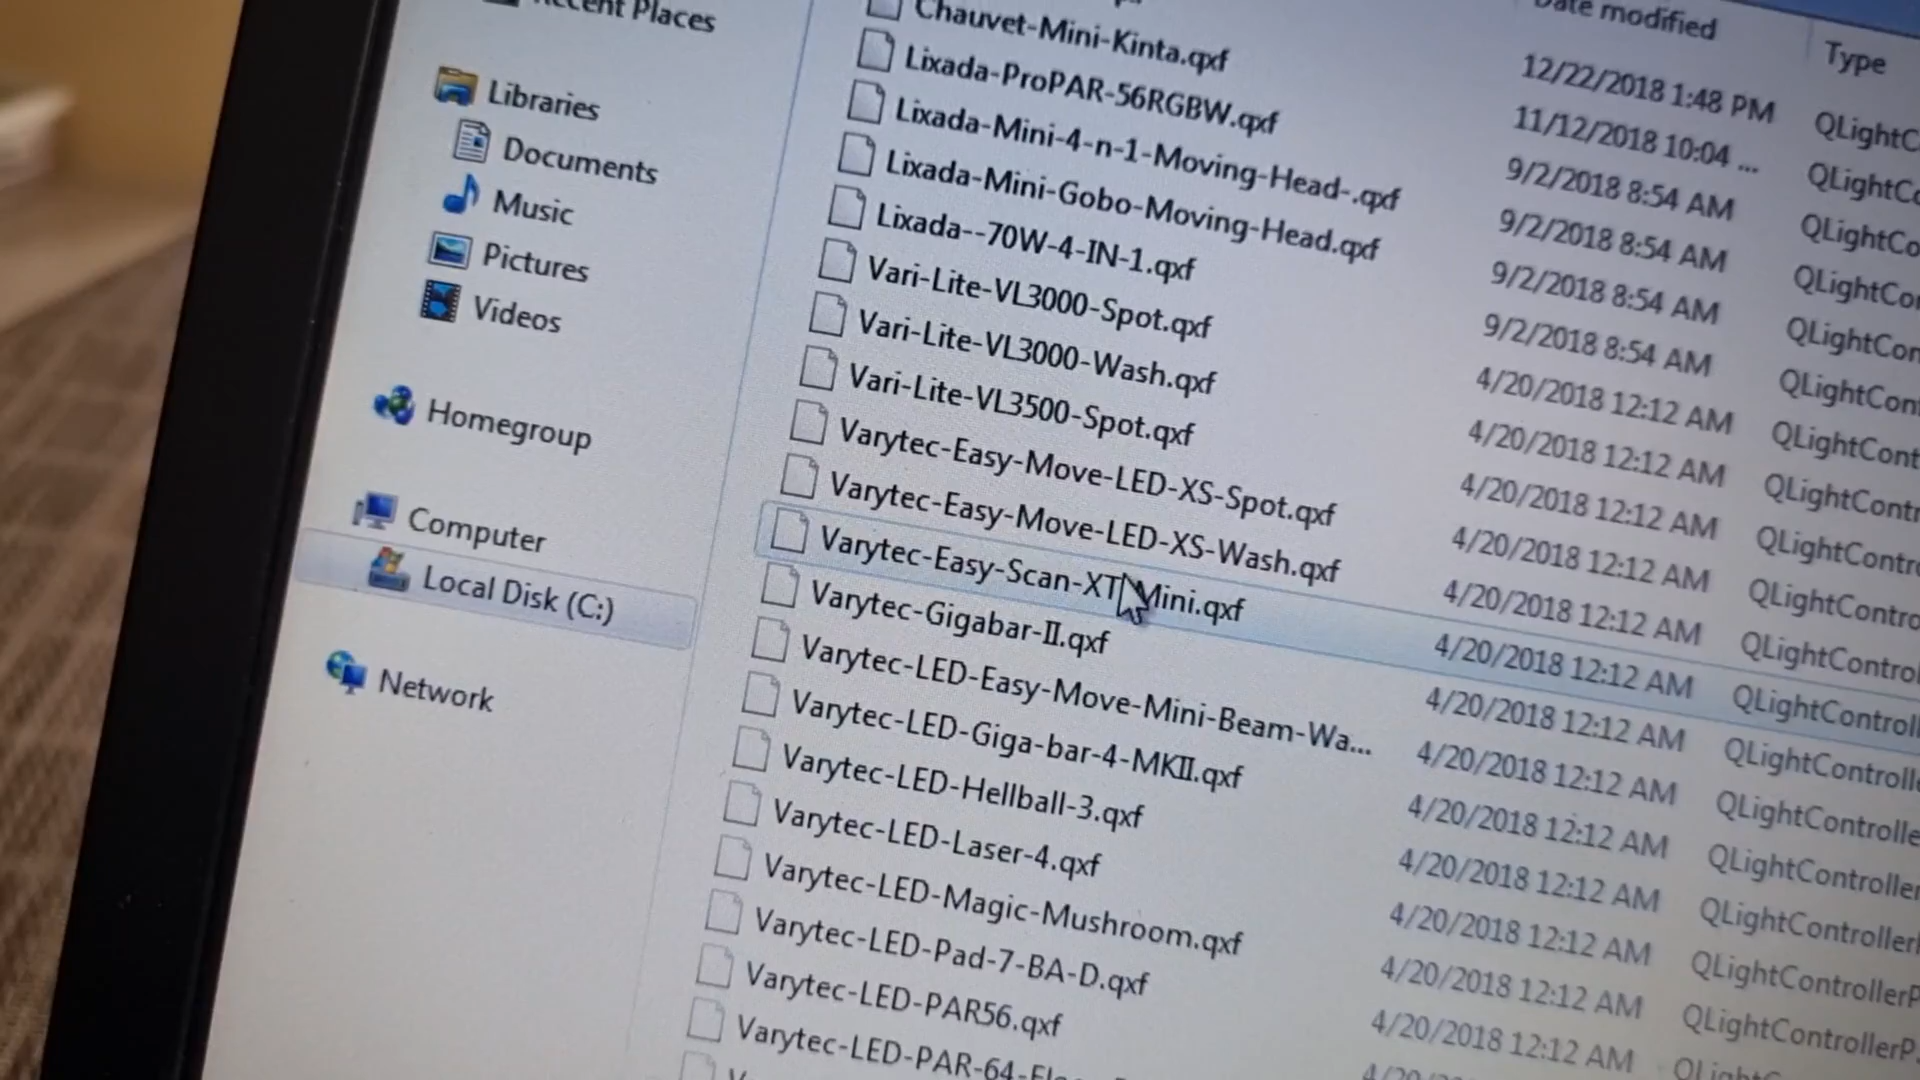 Recent Places
Libraries
Documents
Music
Pictures
Videos
Homegroup
Computer
Local Disk (C:)
Network
Date modified Type
12/22/2018 1:48 PM
Chauvet-Mini-Kinta.qxf 11/12/2018 10:04 ...
Lixada-ProPAR-56RGBW.qxf 9/2/2018 8:54 AM
Lixada-Mini-4-n-1-Moving-Head-.qxf 9/2/2018 8:54 AM
Lixada-Mini-Gobo-Moving-Head.qxf 9/2/2018 8:54 AM
Lixada--70W-4-IN-1.qxf 9/2/2018 8:54 AM
Vari-Lite-VL3000-Spot.qxf 4/20/2018 12:12 AM
Vari-Lite-VL3000-Wash.qxf 4/20/2018 12:12 AM
Vari-Lite-VL3500-Spot.qxf 4/20/2018 12:12 AM
Varytec-Easy-Move-LED-XS-Spot.qxf 4/20/2018 12:12 AM
Varytec-Easy-Move-LED-XS-Wash.qxf 4/20/2018 12:12 AM QLightControl
Varytec-Easy-Scan-XT-Mini.qxf 4/20/2018 12:12 AM QLightControll
Varytec-Gigabar-II.qxf 4/20/2018 12:12 AM QLightControlle
Varytec-LED-Easy-Move-Mini-Beam-Wa... 4/20/2018 12:12 AM QLightControlle
Varytec-LED-Giga-bar-4-MKII.qxf 4/20/2018 12:12 AM QLightController
Varytec-LED-Hellball-3.qxf 4/20/2018 12:12 AM QLightController
Varytec-LED-Laser-4.qxf 4/20/2018 12:12 AM QLightControllerP
Varytec-LED-Magic-Mushroom.qxf 4/20/2018 12:12 AM QLightControllerP
Varytec-LED-Pad-7-BA-D.qxf 4/20/2018 12:12 AM
Varytec-LED-PAR56.qxf
Varytec-LED-PAR-64